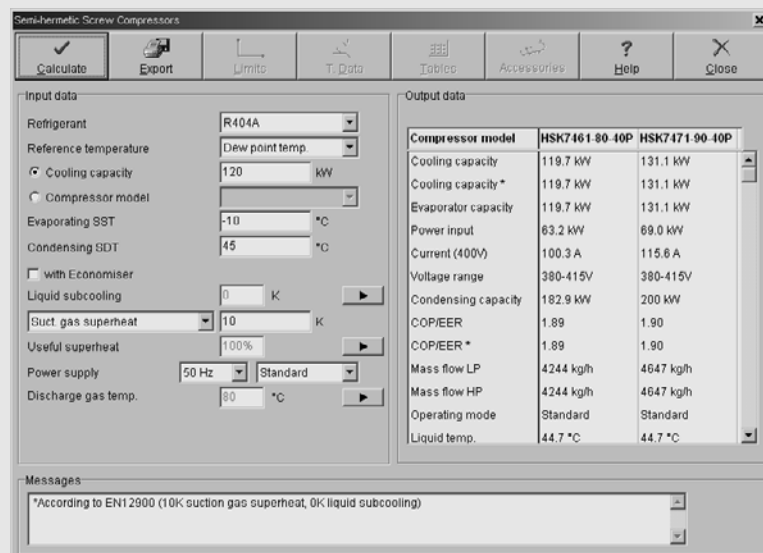 Semi-hermetic Screw Compressors
Calculate Export Limits T. Data Tables Accessories Help Close
Input data
Refrigerant R404A
Reference temperature Dew point temp.
Cooling capacity 120 kW
Compressor model
Evaporating SST -10 °C
Condensing SDT 45 °C
with Economiser
Liquid subcooling 0 K
Suct. gas superheat 10 K
Useful superheat 100%
Power supply 50 Hz Standard
Discharge gas temp. 80 °C
Output data
Compressor model HSK7461-80-40P HSK7471-90-40P
Cooling capacity 119.7 kW 131.1 kW
Cooling capacity * 119.7 kW 131.1 kW
Evaporator capacity 119.7 kW 131.1 kW
Power input 63.2 kW 69.0 kW
Current (400V) 100.3 A 115.6 A
Voltage range 380-415V 380-415V
Condensing capacity 182.9 kW 200 kW
COP/EER 1.89 1.90
COP/EER * 1.89 1.90
Mass flow LP 4244 kg/h 4647 kg/h
Mass flow HP 4244 kg/h 4647 kg/h
Operating mode Standard Standard
Liquid temp. 44.7 °C 44.7 °C
Messages
*According to EN12900 (10K suction gas superheat, 0K liquid subcooling)